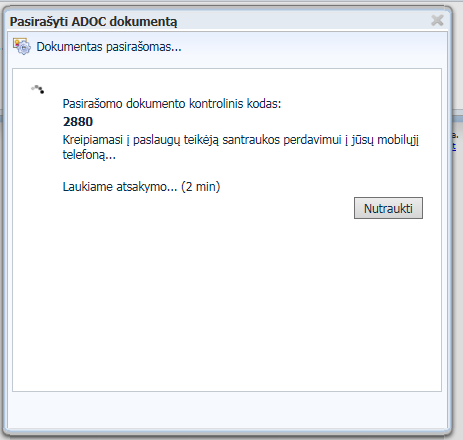 Pasirašyti ADOC dokumentą
Dokumentas pasirašomas...
Pasirašomo dokumento kontrolinis kodas:
2880
Kreipiamasi į paslaugų teikėją santraukos perdavimui į jūsų mobilųjį
telefoną...
Laukiame atsakymo... (2 min)
Nutraukti
a.
t